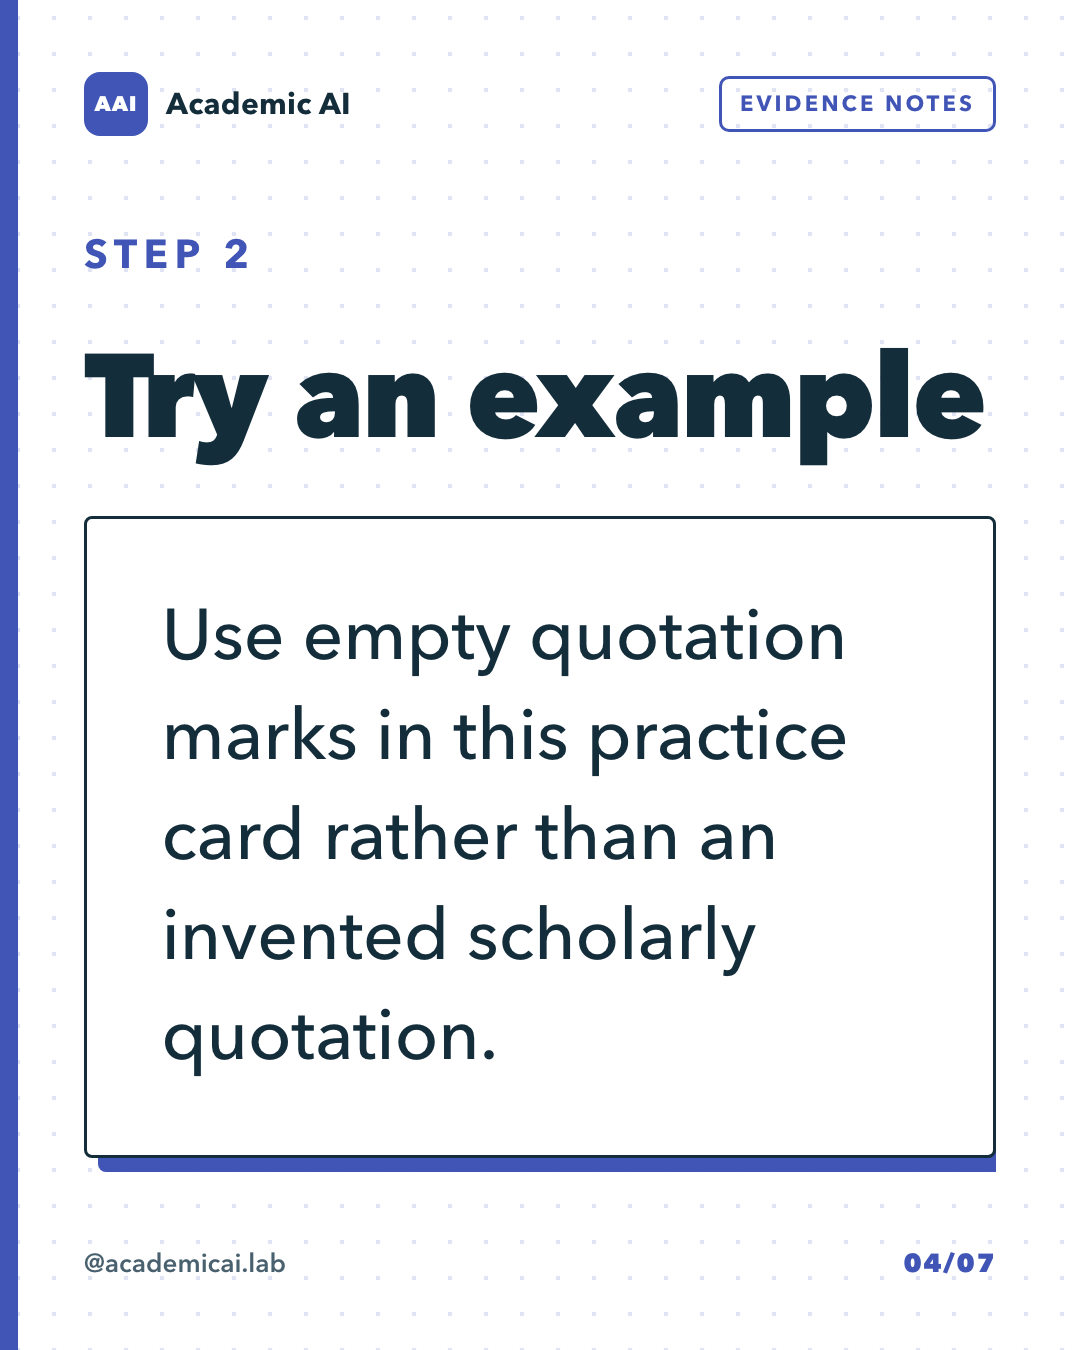 AAI Academic AI
EVIDENCE NOTES
STEP 2
Try an example
Use empty quotation
marks in this practice
card rather than an
invented scholarly
quotation.
@academicai.lab
04/07